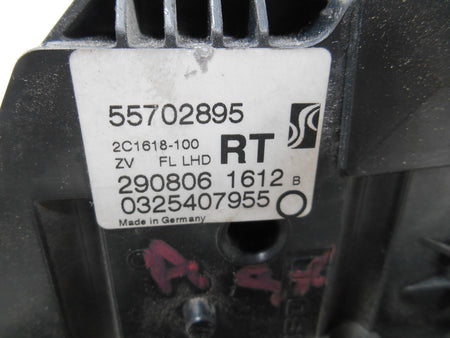 55702895
2C1618-100
ZV FL LHD RT
290806 1612 B
0325407955
Made in Germany